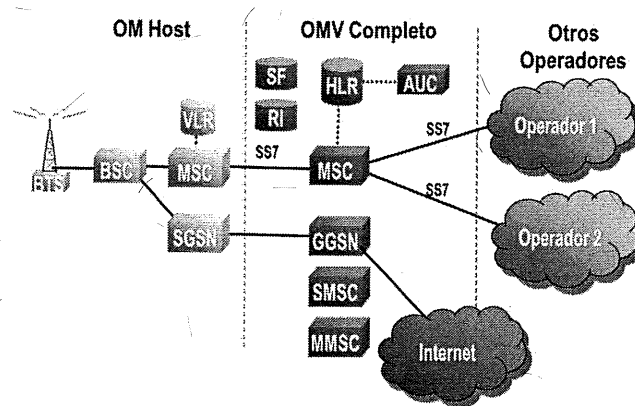 OM Host
OMV Completo
Otros
Operadores
SF
HLR
AUC
VLR
RI
SS7
Operador 1
BTS
BSC
MSC
SS7
MSC
SS7
Operador 2
SGSN
GGSN
SMSC
MMSC
Internet